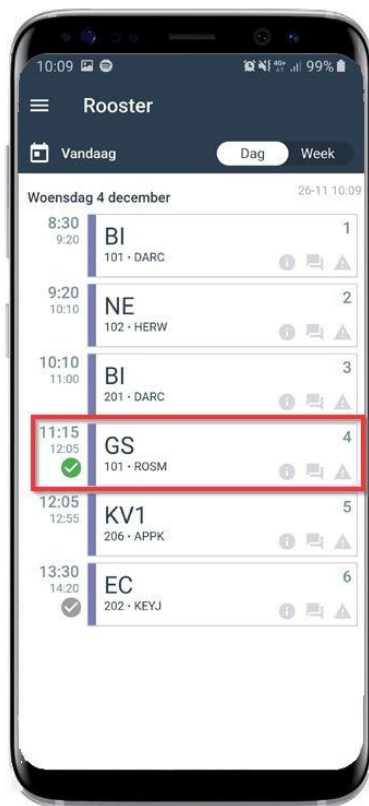 10:09 4G+ 99%
Rooster
Vandaag Dag Week
Woensdag 4 december 26-11 10:09
8:30 BI 1
9:20 101 · DARC
9:20 NE 2
10:10 102 · HERW
10:10 BI 3
11:00 201 · DARC
11:15 GS 4
12:05 101 · ROSM
12:05 KV1 5
12:55 206 · APPK
13:30 EC 6
14:20 202 · KEYJ